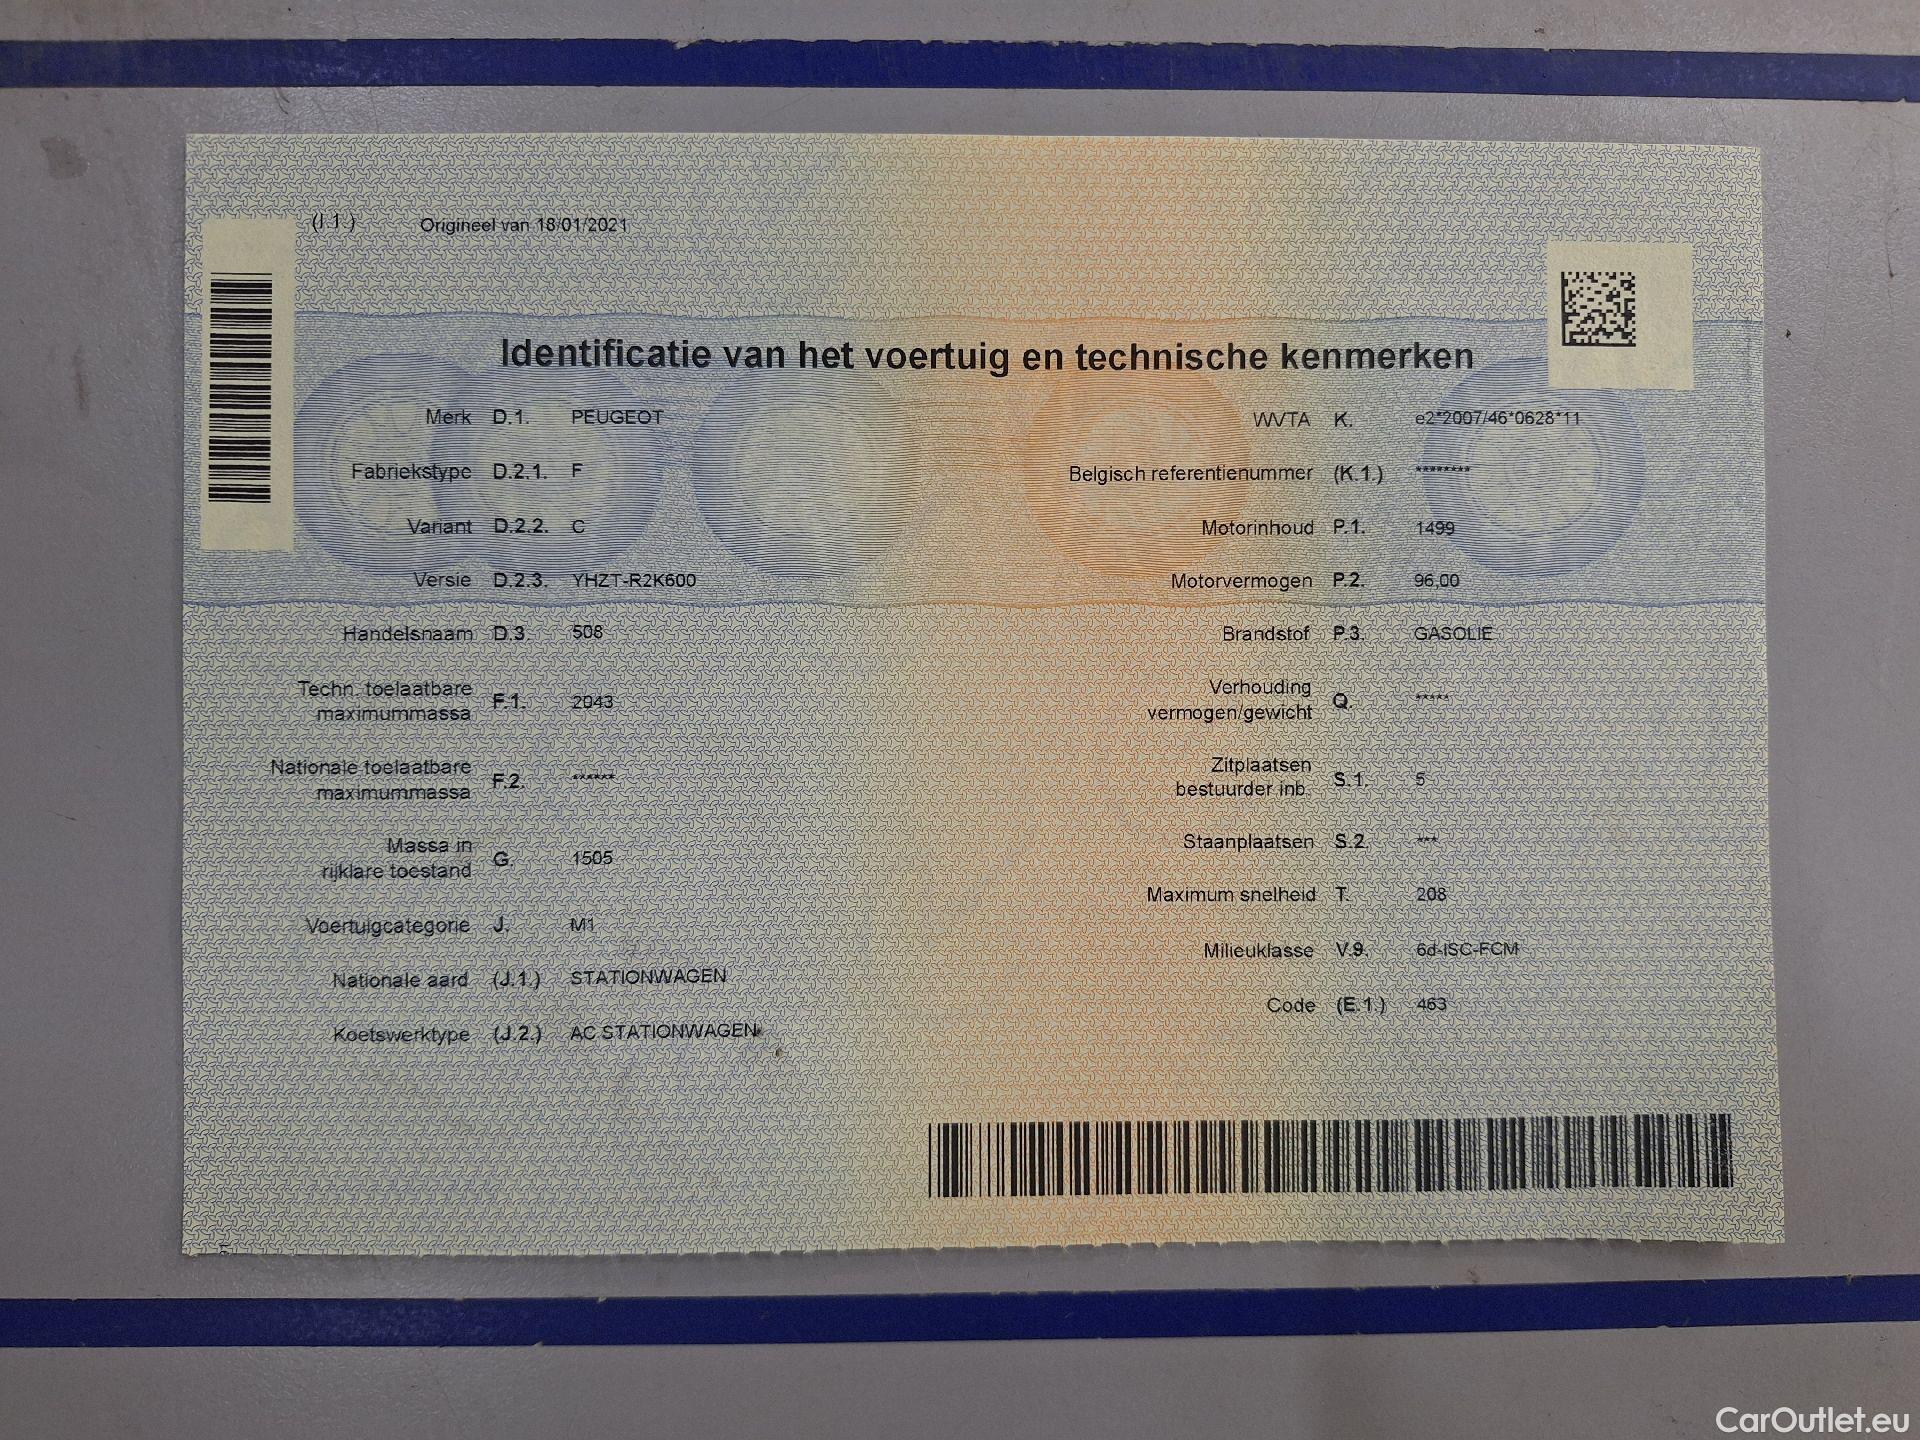 (I.1.) Origineel van 18/01/2021
Identificatie van het voertuig en technische kenmerken
Merk D.1. PEUGEOT
Fabriekstype D.2.1. F
Variant D.2.2. C
Versie D.2.3. YHZT-R2K600
Handelsnaam D.3. 508
Techn. toelaatbare
maximummassa F.1. 2043
Nationale toelaatbare
maximummassa F.2. ******
Massa in
rijklare toestand G. 1505
Voertuigcategorie J. M1
Nationale aard (J.1.) STATIONWAGEN
Koetswerktype (J.2.) AC STATIONWAGEN
WVTA K. e2*2007/46*0628*11
Belgisch referentienummer (K.1.) ********
Motorinhoud P.1. 1499
Motorvermogen P.2. 96,00
Brandstof P.3. GASOLIE
Verhouding
vermogen/gewicht Q. *****
Zitplaatsen
bestuurder inb. S.1. 5
Staanplaatsen S.2. ***
Maximum snelheid T. 208
Milieuklasse V.9. 6d-ISC-FCM
Code (E.1.) 463
CarOutlet.eu